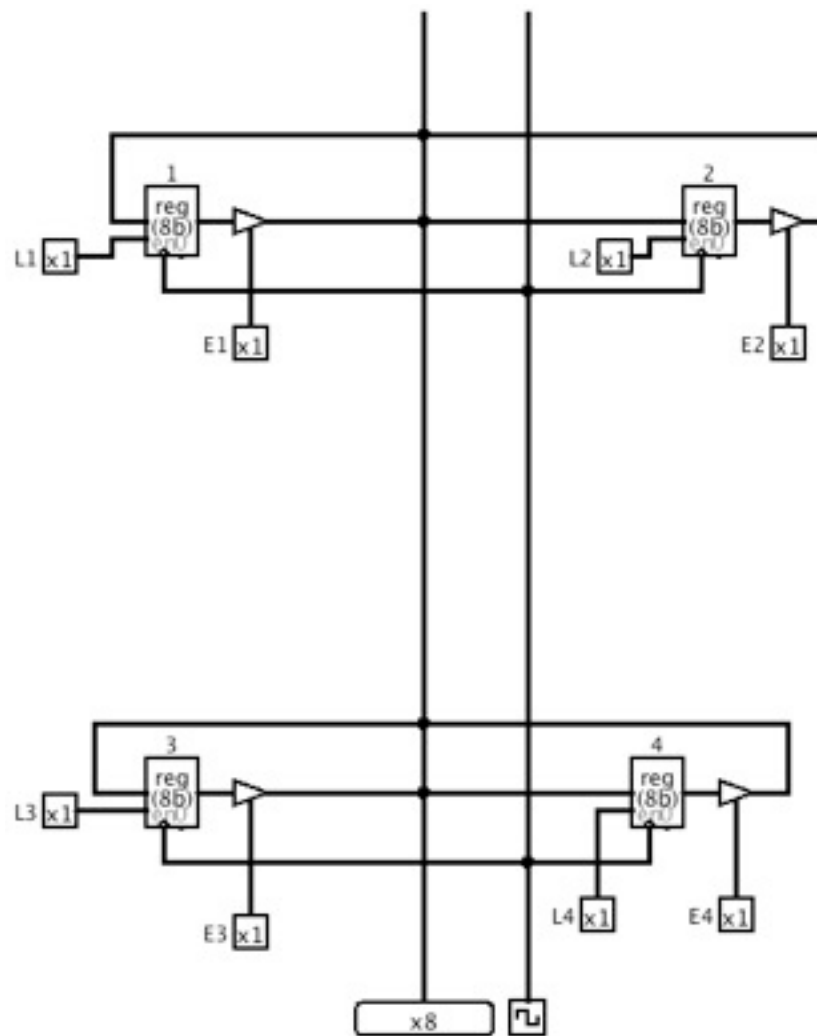 1
2
reg
(8b)
reg
(8b)
L1 x1
L2 x1
E1 x1
E2 x1
3
4
reg
(8b)
reg
(8b)
L3 x1
L4 x1
E4 x1
E3 x1
x8